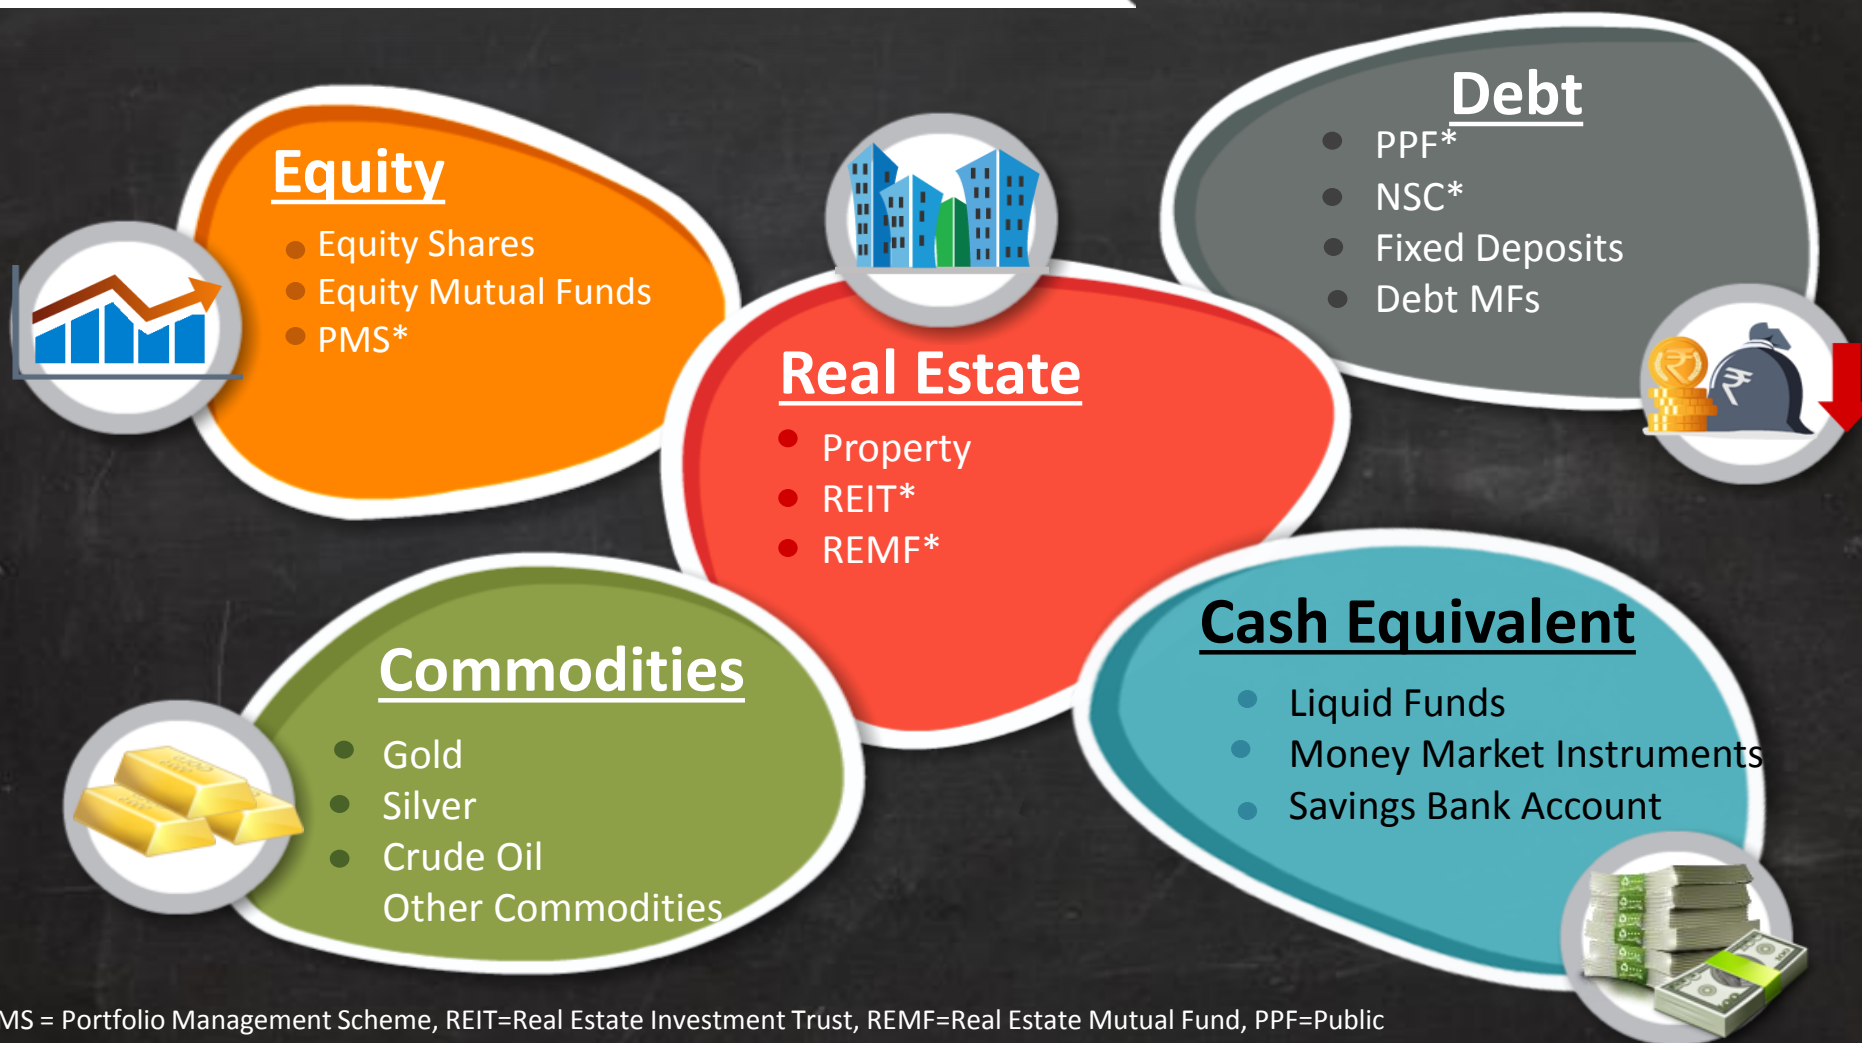 Equity
Equity Shares
Equity Mutual Funds
PMS*
Debt
PPF*
NSC*
Fixed Deposits
Debt MFs
Real Estate
Property
REIT*
REMF*
Commodities
Gold
Silver
Crude Oil
Other Commodities
Cash Equivalent
Liquid Funds
Money Market Instruments
Savings Bank Account
MS = Portfolio Management Scheme, REIT=Real Estate Investment Trust, REMF=Real Estate Mutual Fund, PPF=Public